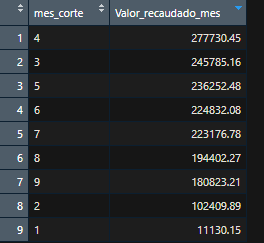 mes_corte Valor_recaudado_mes
1 4 277730.45
2 3 245785.16
3 5 236252.48
4 6 224832.08
5 7 223176.78
6 8 194402.27
7 9 180823.21
8 2 102409.89
9 1 11130.15